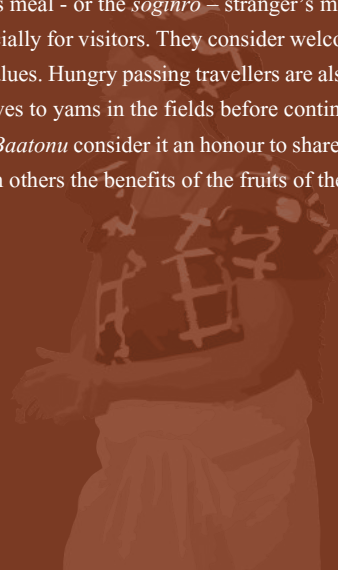 s meal - or the soginro – stranger's m
cially for visitors. They consider welco
alues. Hungry passing travellers are als
ves to yams in the fields before contin
Baatonu consider it an honour to share
h others the benefits of the fruits of the